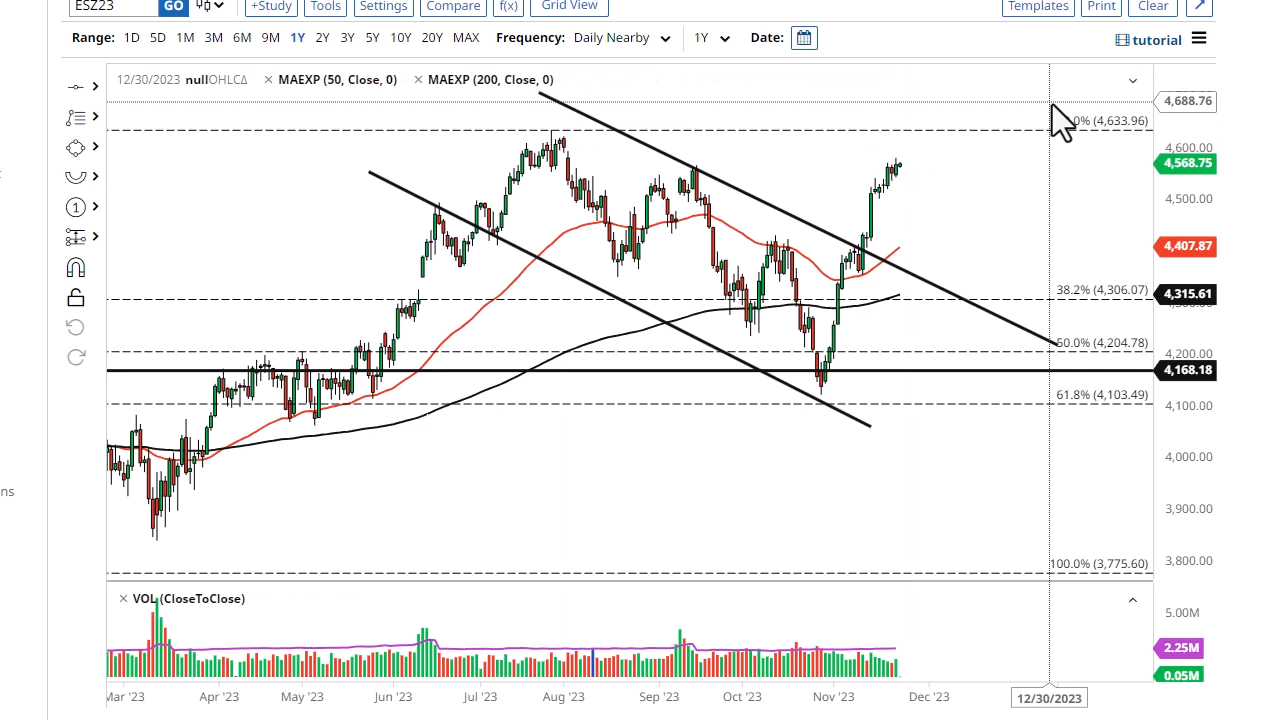 ESZ23 GO +Study Tools Settings Compare f(x) Grid View Templates Print Clear
Range: 1D 5D 1M 3M 6M 9M 1Y 2Y 3Y 5Y 10Y 20Y MAX Frequency: Daily Nearby 1Y Date: tutorial
12/30/2023 nullOHLCΔ × MAEXP (50, Close, 0) × MAEXP (200, Close, 0)
4,688.76
0% (4,633.96)
4,600.00
4,568.75
4,500.00
4,407.87
38.2% (4,306.07)
4,315.61
50.0% (4,204.78)
4,200.00
4,168.18
61.8% (4,103.49)
4,100.00
4,000.00
3,900.00
3,800.00
100.0% (3,775.60)
ns
× VOL (CloseToClose)
5.00M
2.25M
0.05M
Mar '23 Apr '23 May '23 Jun '23 Jul '23 Aug '23 Sep '23 Oct '23 Nov '23 Dec '23 12/30/2023